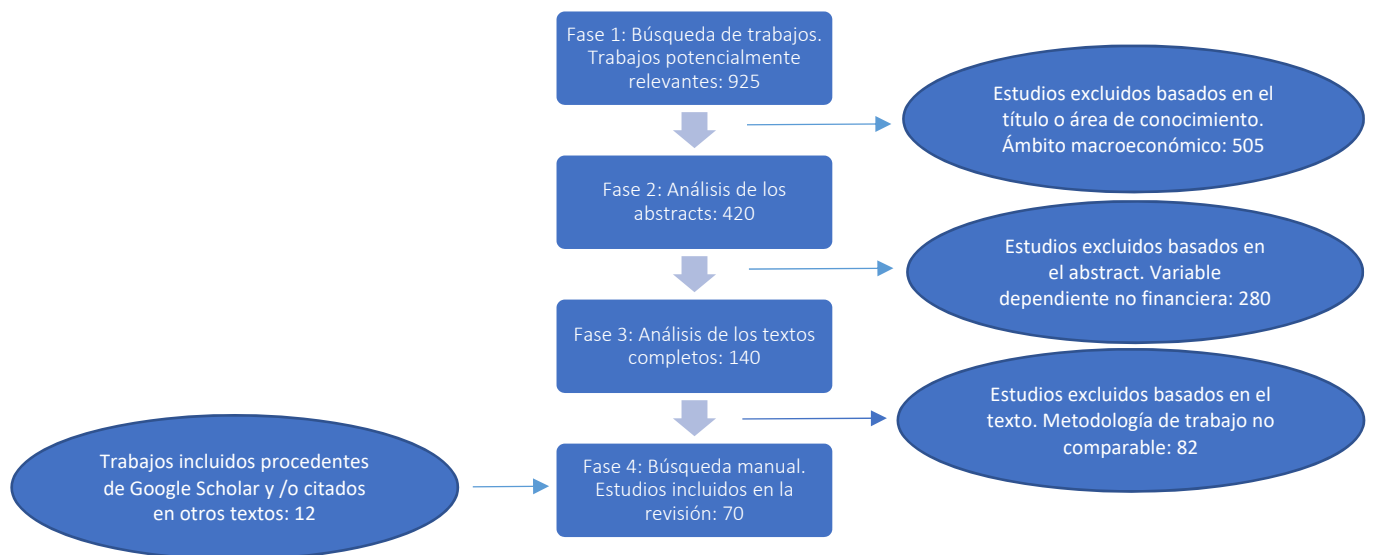 Fase 1: Búsqueda de trabajos.
Trabajos potencialmente
relevantes: 925
Estudios excluidos basados en el
título o área de conocimiento.
Ámbito macroeconómico: 505
Fase 2: Análisis de los
abstracts: 420
Estudios excluidos basados en
el abstract. Variable
dependiente no financiera: 280
Fase 3: Análisis de los textos
completos: 140
Estudios excluidos basados en el
texto. Metodología de trabajo no
comparable: 82
Trabajos incluidos procedentes
de Google Scholar y /o citados
en otros textos: 12
Fase 4: Búsqueda manual.
Estudios incluidos en la
revisión: 70